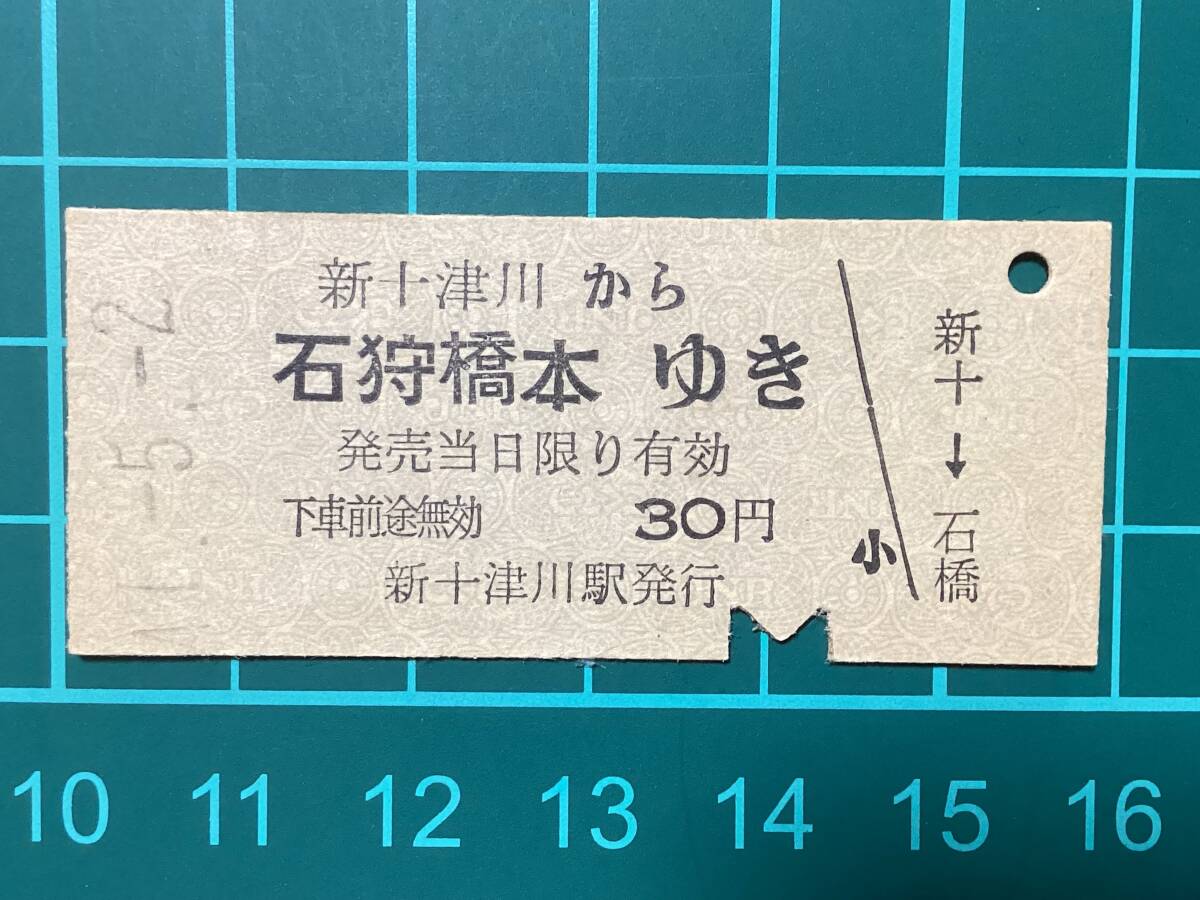 新十津川 から
石狩橋本 ゆき
発売当日限り有効
下車前途無効 30円
新十津川駅発行
小
新十→石橋
-5.-2
10 11 12 13 14 15 16